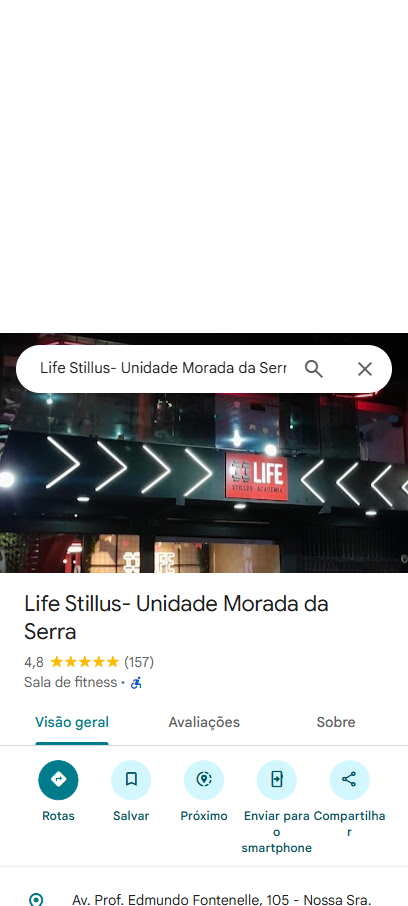 Life Stillus- Unidade Morada da Serr
LIFE
STILLUS ACADEMIA
Life Stillus- Unidade Morada da
Serra
4,8 (157)
Sala de fitness ·
Visão geral Avaliações Sobre
Rotas Salvar Próximo Enviar para Compartilha
o r
smartphone
Av. Prof. Edmundo Fontenelle, 105 - Nossa Sra.